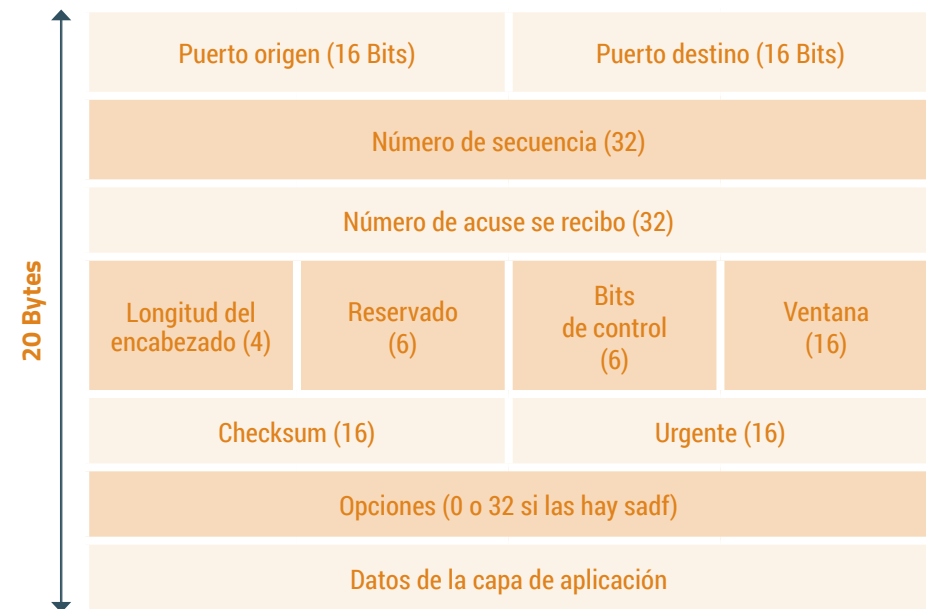 Puerto origen (16 Bits)
Puerto destino (16 Bits)
Número de secuencia (32)
Número de acuse se recibo (32)
20 Bytes
Longitud del
encabezado (4)
Reservado
(6)
Bits
de control
(6)
Ventana
(16)
Checksum (16)
Urgente (16)
Opciones (0 o 32 si las hay sadf)
Datos de la capa de aplicación